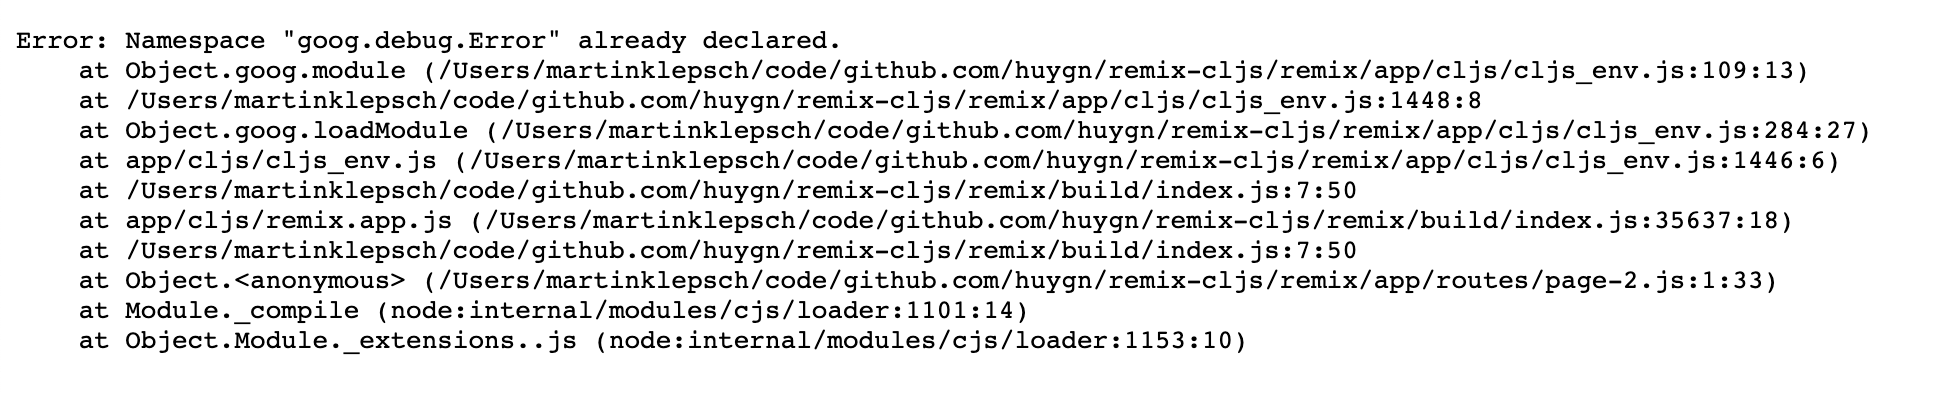 Error: Namespace "goog.debug.Error" already declared.
    at Object.goog.module (/Users/martinklepsch/code/github.com/huygn/remix-cljs/remix/app/cljs/cljs_env.js:109:13)
    at /Users/martinklepsch/code/github.com/huygn/remix-cljs/remix/app/cljs/cljs_env.js:1448:8
    at Object.goog.loadModule (/Users/martinklepsch/code/github.com/huygn/remix-cljs/remix/app/cljs/cljs_env.js:284:27)
    at app/cljs/cljs_env.js (/Users/martinklepsch/code/github.com/huygn/remix-cljs/remix/app/cljs/cljs_env.js:1446:6)
    at /Users/martinklepsch/code/github.com/huygn/remix-cljs/remix/build/index.js:7:50
    at app/cljs/remix.app.js (/Users/martinklepsch/code/github.com/huygn/remix-cljs/remix/build/index.js:35637:18)
    at /Users/martinklepsch/code/github.com/huygn/remix-cljs/remix/build/index.js:7:50
    at Object.<anonymous> (/Users/martinklepsch/code/github.com/huygn/remix-cljs/remix/app/routes/page-2.js:1:33)
    at Module._compile (node:internal/modules/cjs/loader:1101:14)
    at Object.Module._extensions..js (node:internal/modules/cjs/loader:1153:10)